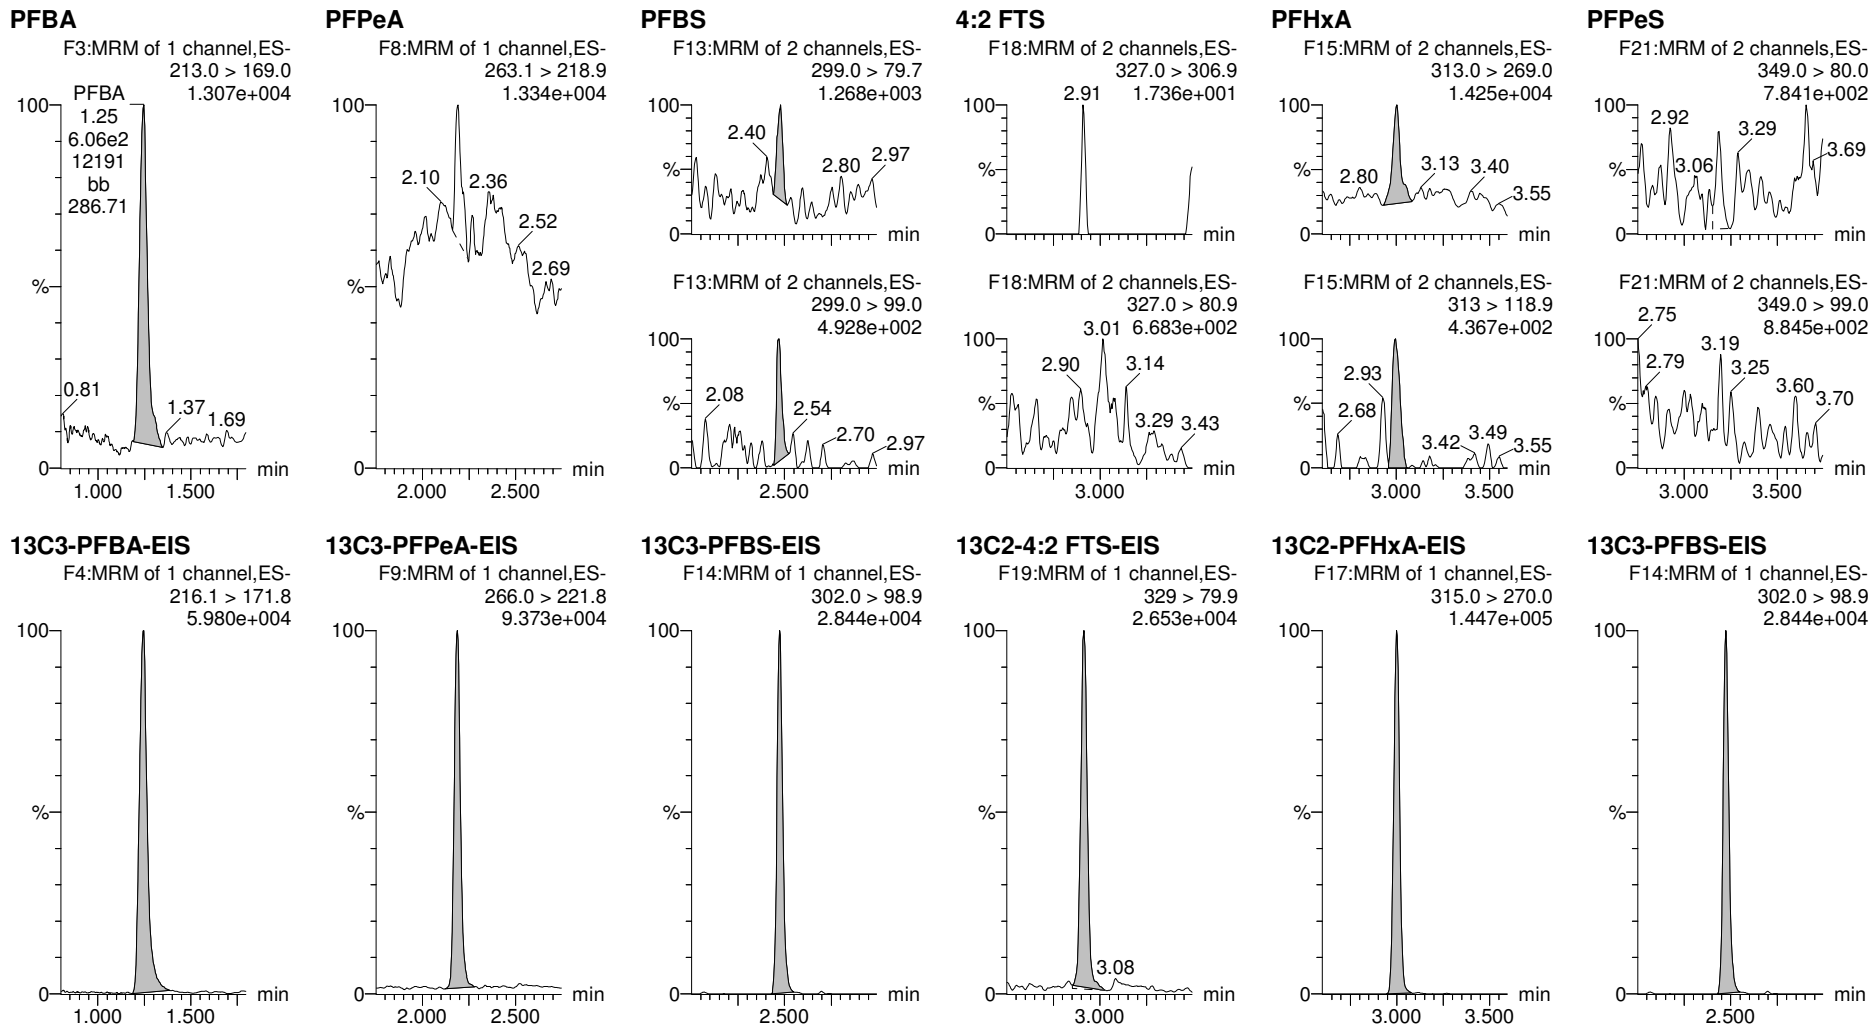 PFBA
F3:MRM of 1 channel,ES-
213.0 > 169.0
1.307e+004
PFBA
1.25
6.06e2
12191
bb
286.71
100
%
0
0.81
1.37
1.69
min
1.000
1.500
PFPeA
F8:MRM of 1 channel,ES-
263.1 > 218.9
1.334e+004
100
%
0
2.10
2.36
2.52
2.69
min
2.000
2.500
PFBS
F13:MRM of 2 channels,ES-
299.0 > 79.7
1.268e+003
100
%
0
2.40
2.80
2.97
min
F13:MRM of 2 channels,ES-
299.0 > 99.0
4.928e+002
100
%
0
2.08
2.54
2.70
2.97
min
2.500
4:2 FTS
F18:MRM of 2 channels,ES-
327.0 > 306.9
2.91
1.736e+001
100
%
0
min
F18:MRM of 2 channels,ES-
327.0 > 80.9
3.01
6.683e+002
100
%
0
2.90
3.14
3.29
3.43
min
3.000
PFHxA
F15:MRM of 2 channels,ES-
313.0 > 269.0
1.425e+004
100
%
0
2.80
3.13
3.40
3.55
min
F15:MRM of 2 channels,ES-
313 > 118.9
4.367e+002
100
%
0
2.93
2.68
3.42
3.49
3.55
min
3.000
3.500
PFPeS
F21:MRM of 2 channels,ES-
349.0 > 80.0
7.841e+002
100
%
0
2.92
3.06
3.29
3.69
min
F21:MRM of 2 channels,ES-
349.0 > 99.0
8.845e+002
2.75
100
%
0
2.79
3.19
3.25
3.60
3.70
min
3.000
3.500
13C3-PFBA-EIS
F4:MRM of 1 channel,ES-
216.1 > 171.8
5.980e+004
100
%
0
min
1.000
1.500
13C3-PFPeA-EIS
F9:MRM of 1 channel,ES-
266.0 > 221.8
9.373e+004
100
%
0
min
2.000
2.500
13C3-PFBS-EIS
F14:MRM of 1 channel,ES-
302.0 > 98.9
2.844e+004
100
%
0
min
2.500
13C2-4:2 FTS-EIS
F19:MRM of 1 channel,ES-
329 > 79.9
2.653e+004
100
%
0
3.08
min
3.000
13C2-PFHxA-EIS
F17:MRM of 1 channel,ES-
315.0 > 270.0
1.447e+005
100
%
0
min
3.000
3.500
13C3-PFBS-EIS
F14:MRM of 1 channel,ES-
302.0 > 98.9
2.844e+004
100
%
0
min
2.500